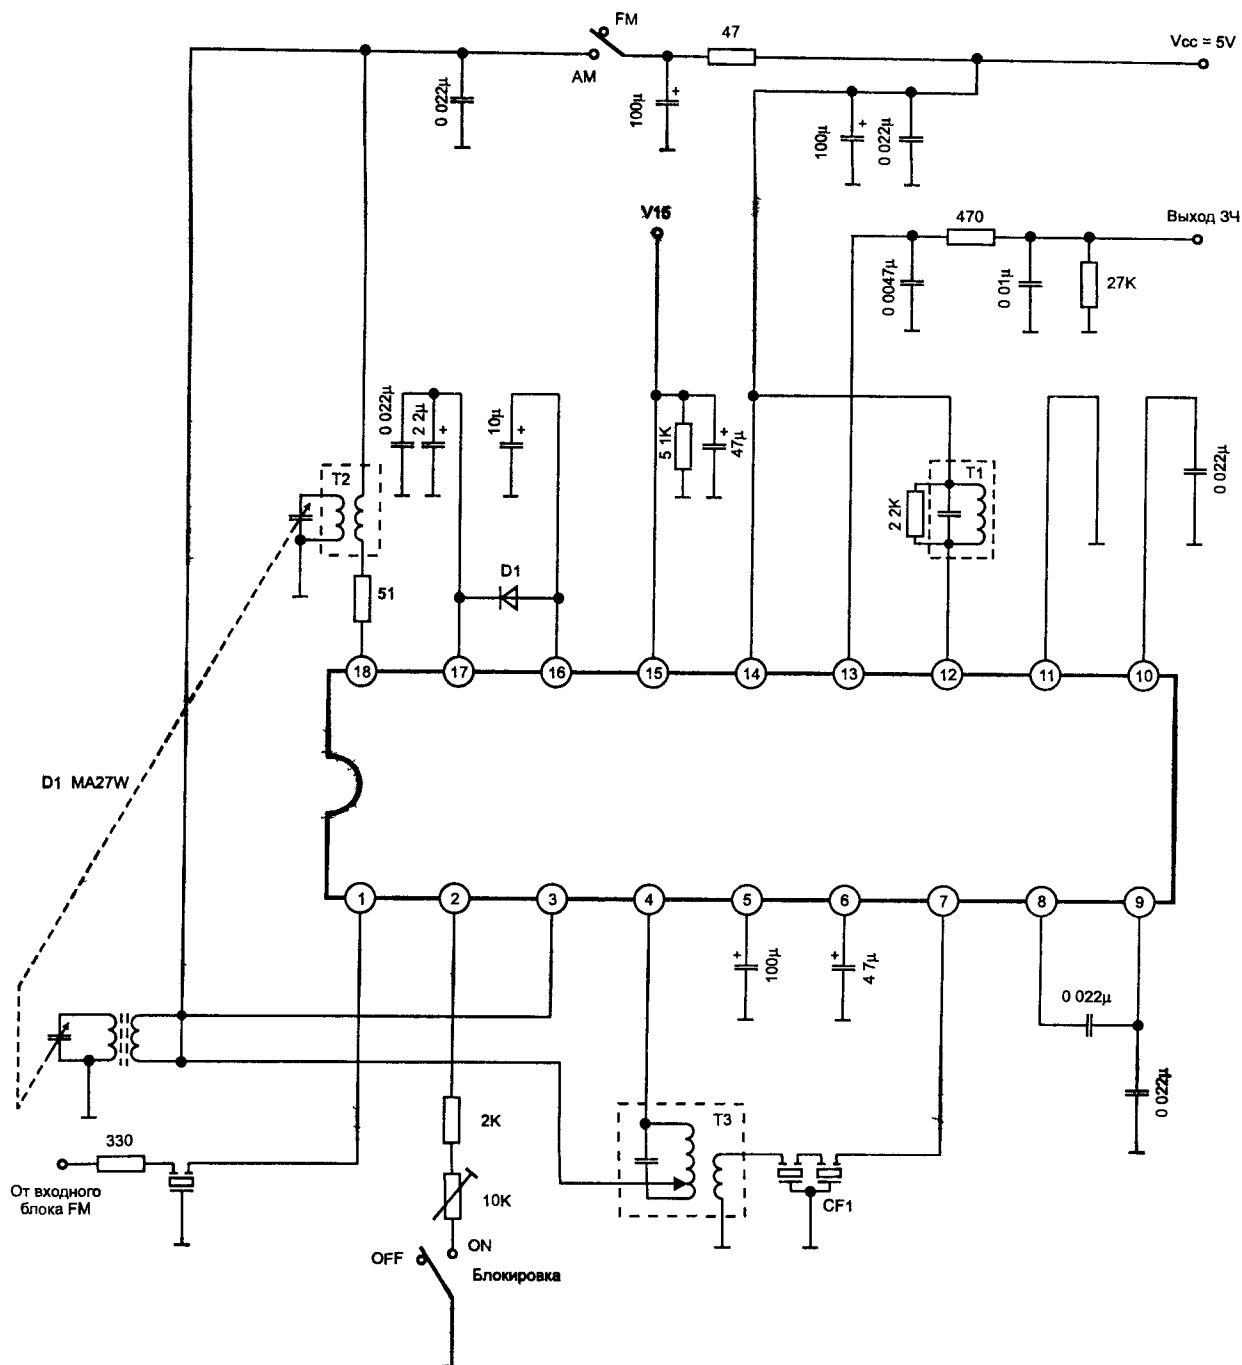 FM
47
Vcc = 5V
AM
0 022μ
100μ
+
100μ
+
0 022μ
V15
470
Выход ЗЧ
0 0047μ
0 01μ
27K
0 022μ
2 2μ
+
10μ
+
5 1K
+
47μ
T2
T1
2 2K
0 022μ
51
D1
18
17
16
15
14
13
12
11
10
D1 MA27W
1
2
3
4
5
6
7
8
9
+
100μ
+
4 7μ
0 022μ
0 022μ
2K
T3
330
10K
CF1
От входного
блока FM
OFF
ON
Блокировка